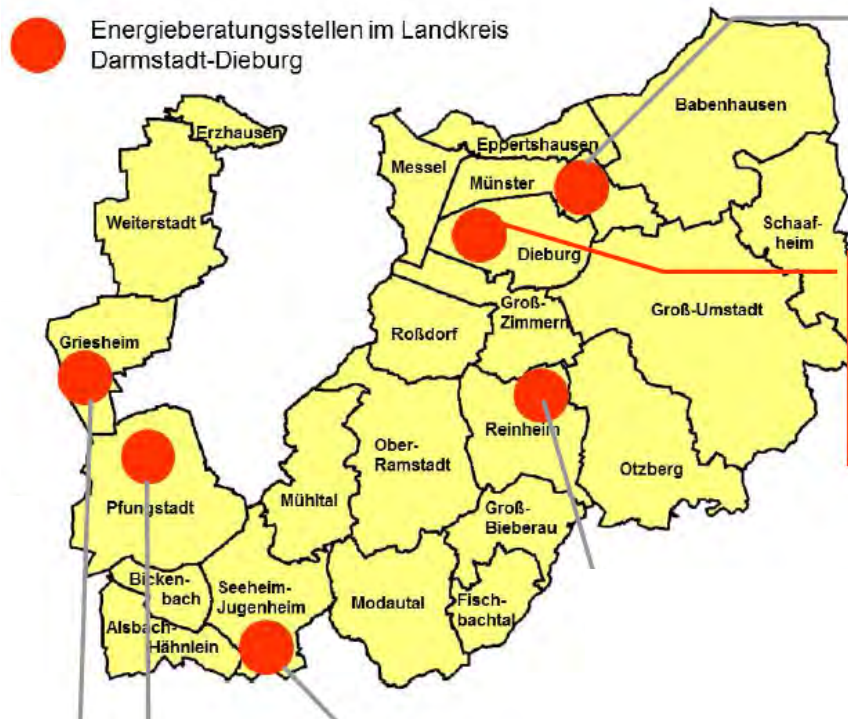 Energieberatungsstellen im Landkreis
Darmstadt-Dieburg
Babenhausen
Erzhausen
Eppertshausen
Messel
Münster
Weiterstadt
Schaaf-
heim
Dieburg
Groß-
Zimmern
Groß-Umstadt
Griesheim
Roßdorf
Reinheim
Ober-
Ramstadt
Otzberg
Mühltal
Pfungstadt
Groß-
Bieberau
Bicken-
bach
Seeheim-
Jugenheim
Modautal
Fisch-
bachtal
Alsbach-
Hähnlein